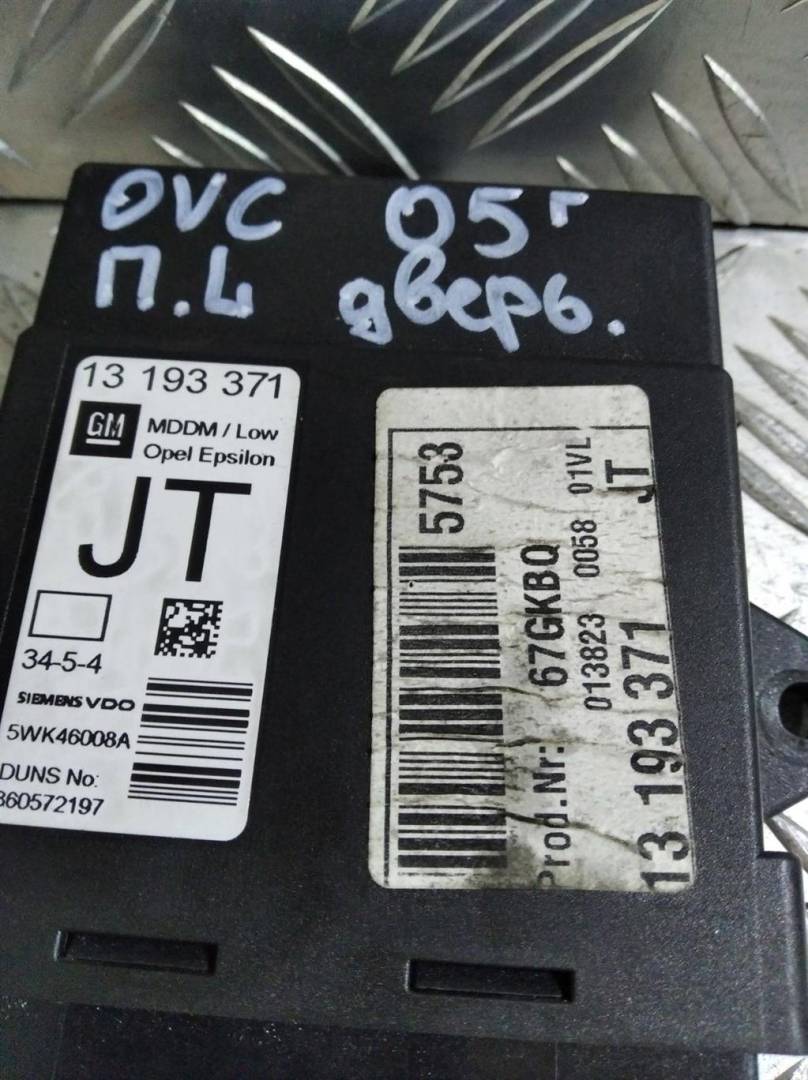 OVC 05г
П.Ц дверь.
13 193 371
GM
MDDM / Low
Opel Epsilon
JT
34-5-4
SIEMENS VDO
5WK46008A
DUNS No:
860572197
5753
Prod.Nr: 67GKBQ
013823 0058 01VL
13 193 371 JT